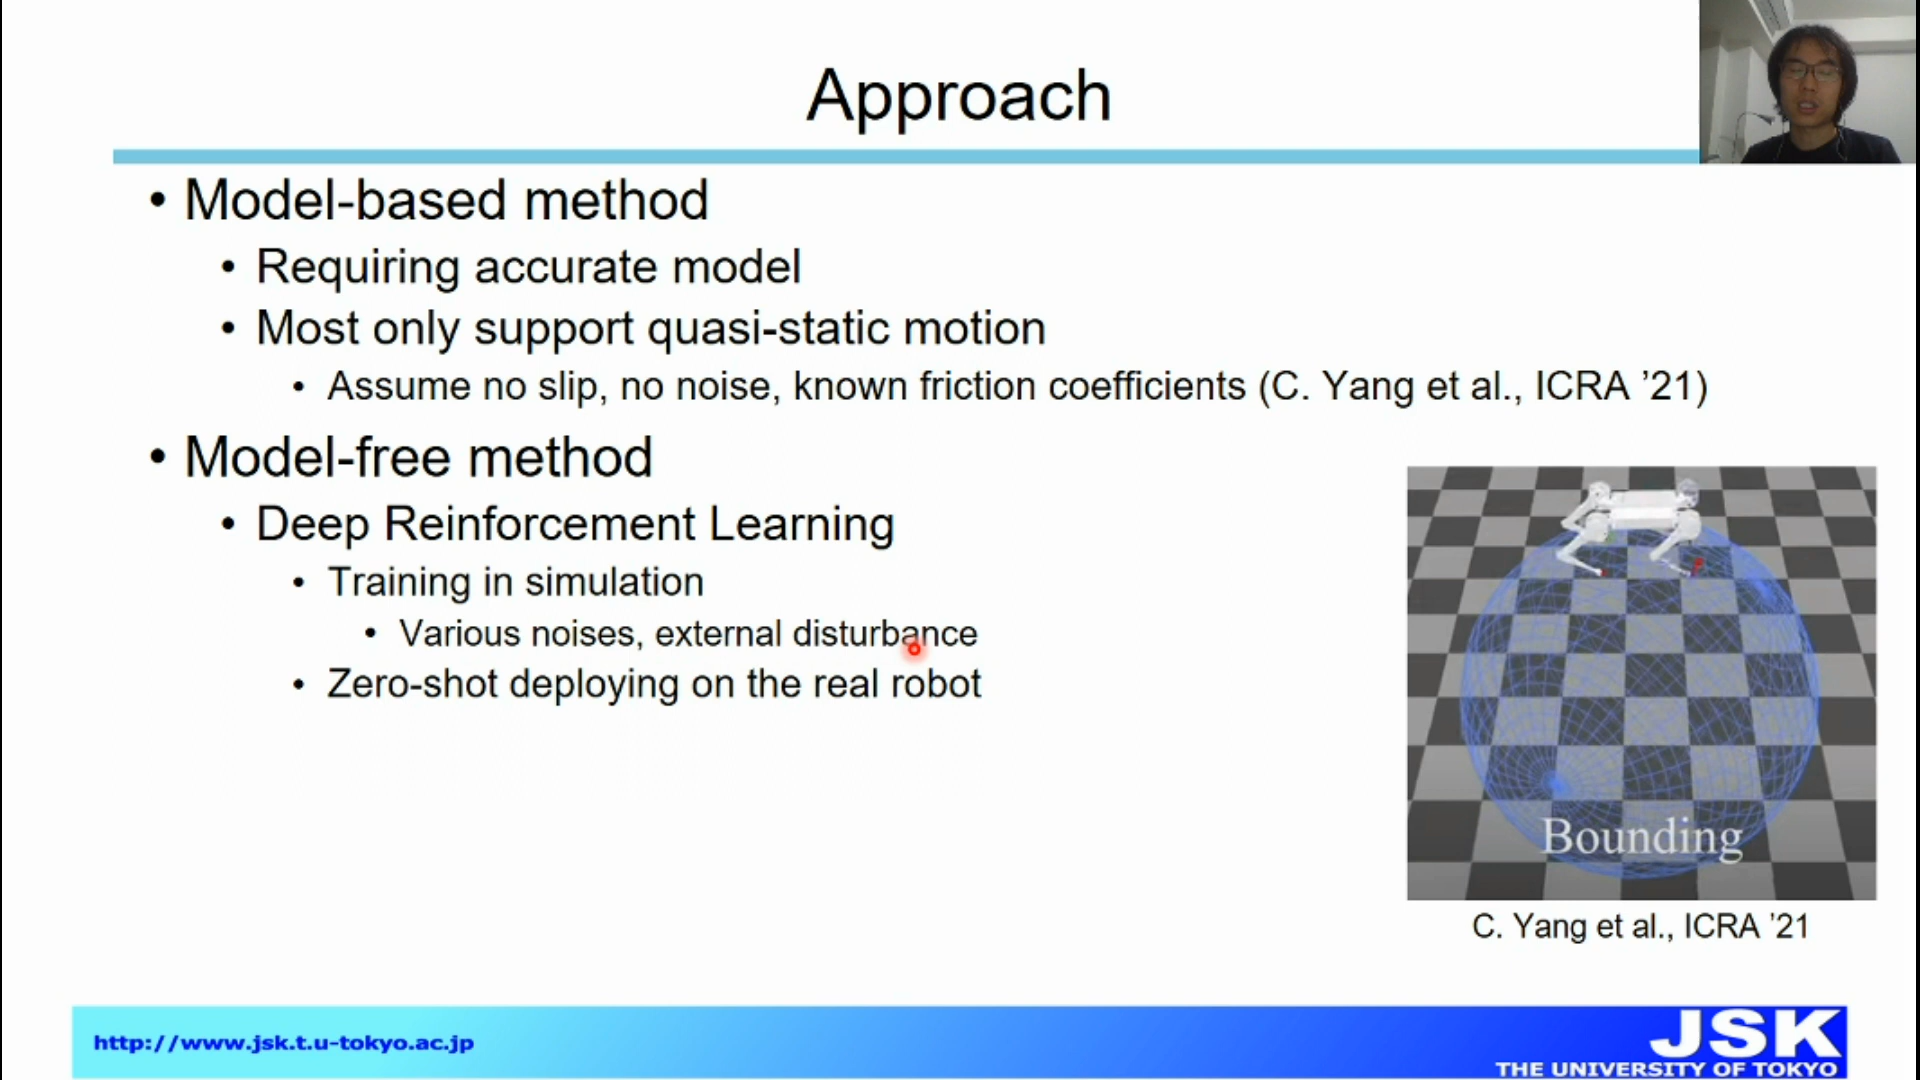 Approach
• Model-based method
• Requiring accurate model
• Most only support quasi-static motion
• Assume no slip, no noise, known friction coefficients (C. Yang et al., ICRA ’21)
• Model-free method
• Deep Reinforcement Learning
• Training in simulation
• Various noises, external disturbance
• Zero-shot deploying on the real robot
Bounding
C. Yang et al., ICRA ’21
http://www.jsk.t.u-tokyo.ac.jp
JSK
THE UNIVERSITY OF TOKYO